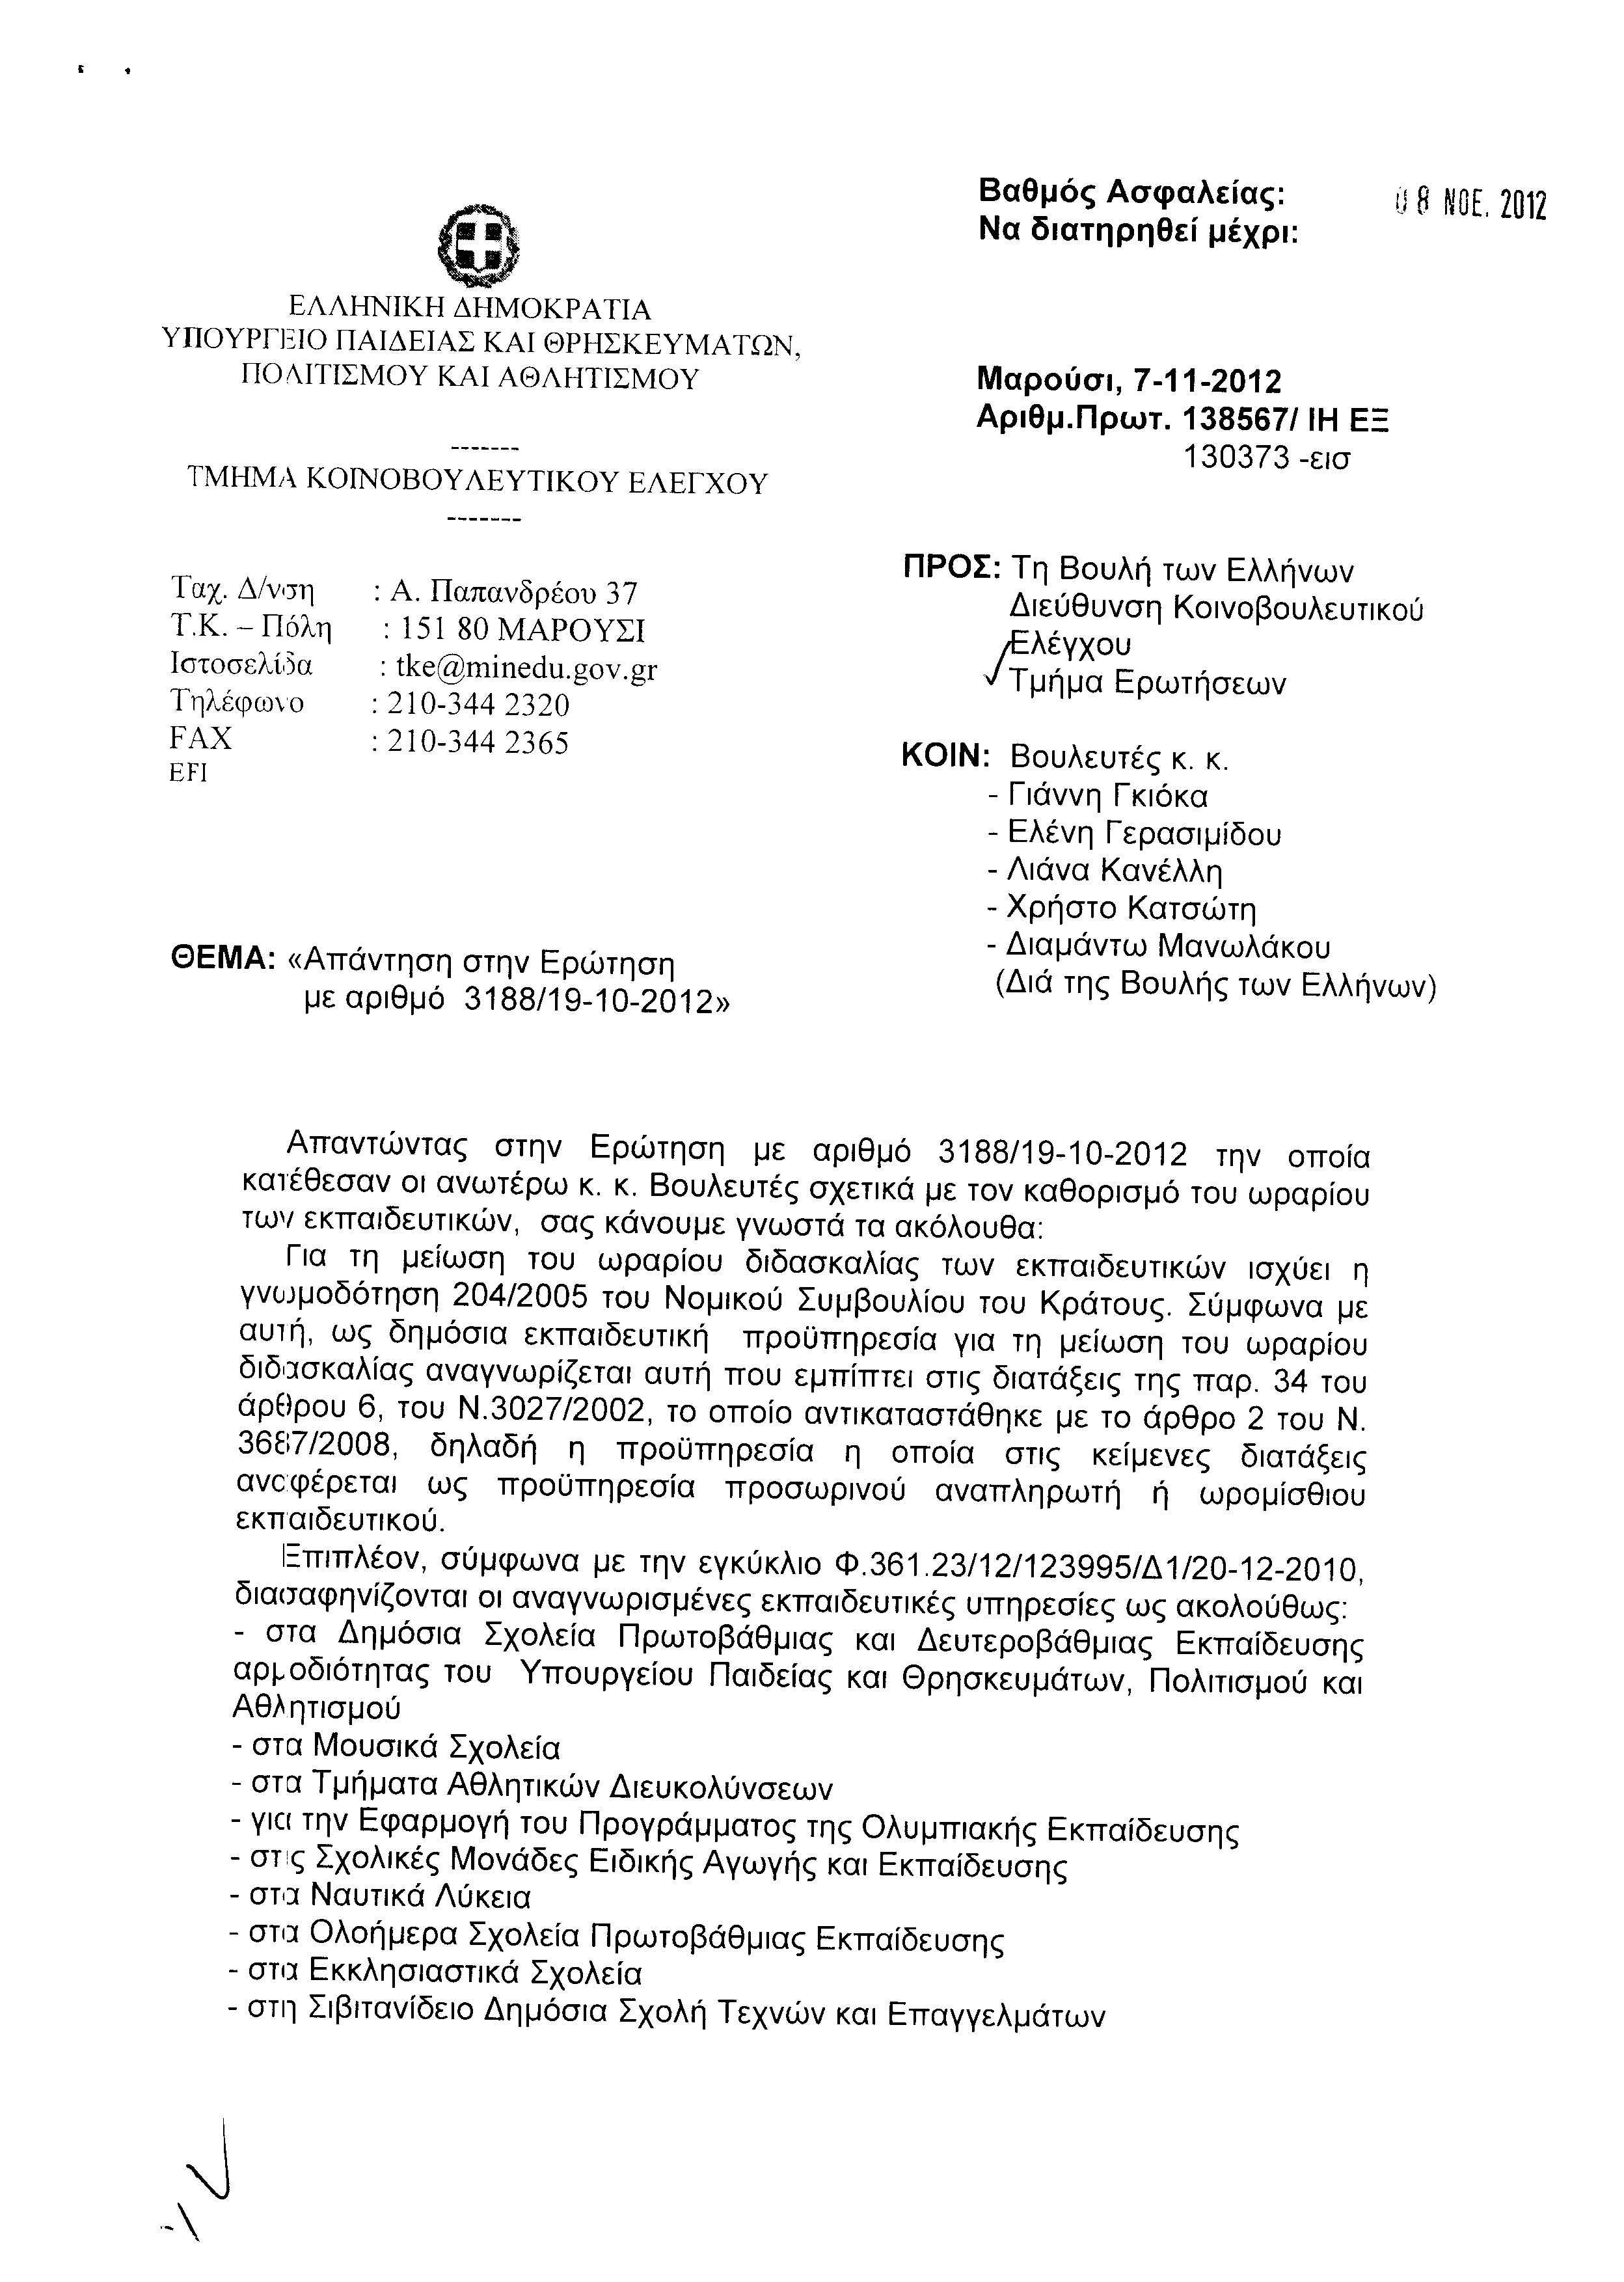 Βαθμός Ασφαλείας:
Να διατηρηθεί μέχρι:
08 ΝΟΕ. 2012
ΕΛΛΗΝΙΚΗ ΔΗΜΟΚΡΑΤΙΑ
ΥΠΟΥΡΓΕΙΟ ΠΑΙΔΕΙΑΣ ΚΑΙ ΘΡΗΣΚΕΥΜΑΤΩΝ,
ΠΟΛΙΤΙΣΜΟΥ ΚΑΙ ΑΘΛΗΤΙΣΜΟΥ
-------
ΤΜΗΜΑ ΚΟΙΝΟΒΟΥΛΕΥΤΙΚΟΥ ΕΛΕΓΧΟΥ
-------
Μαρούσι, 7-11-2012
Αριθμ.Πρωτ. 138567/ ΙΗ ΕΞ
130373 -εισ
Ταχ. Δ/νση : Α. Παπανδρέου 37
Τ.Κ. – Πόλη : 151 80 ΜΑΡΟΥΣΙ
Ιστοσελίδα : tke@minedu.gov.gr
Τηλέφωνο : 210-344 2320
FAX : 210-344 2365
EFI
ΠΡΟΣ: Τη Βουλή των Ελλήνων
Διεύθυνση Κοινοβουλευτικού
Ελέγχου
Τμήμα Ερωτήσεων
ΚΟΙΝ: Βουλευτές κ. κ.
- Γιάννη Γκιόκα
- Ελένη Γερασιμίδου
- Λιάνα Κανέλλη
- Χρήστο Κατσώτη
- Διαμάντω Μανωλάκου
(Διά της Βουλής των Ελλήνων)
ΘΕΜΑ: «Απάντηση στην Ερώτηση
με αριθμό 3188/19-10-2012»
Απαντώντας στην Ερώτηση με αριθμό 3188/19-10-2012 την οποία
κατέθεσαν οι ανωτέρω κ. κ. Βουλευτές σχετικά με τον καθορισμό του ωραρίου
των εκπαιδευτικών, σας κάνουμε γνωστά τα ακόλουθα:
Για τη μείωση του ωραρίου διδασκαλίας των εκπαιδευτικών ισχύει η
γνωμοδότηση 204/2005 του Νομικού Συμβουλίου του Κράτους. Σύμφωνα με
αυτή, ως δημόσια εκπαιδευτική προϋπηρεσία για τη μείωση του ωραρίου
διδασκαλίας αναγνωρίζεται αυτή που εμπίπτει στις διατάξεις της παρ. 34 του
άρθρου 6, του Ν.3027/2002, το οποίο αντικαταστάθηκε με το άρθρο 2 του Ν.
3687/2008, δηλαδή η προϋπηρεσία η οποία στις κείμενες διατάξεις
αναφέρεται ως προϋπηρεσία προσωρινού αναπληρωτή ή ωρομίσθιου
εκπαιδευτικού.
Επιπλέον, σύμφωνα με την εγκύκλιο Φ.361.23/12/123995/Δ1/20-12-2010,
διασαφηνίζονται οι αναγνωρισμένες εκπαιδευτικές υπηρεσίες ως ακολούθως:
- στα Δημόσια Σχολεία Πρωτοβάθμιας και Δευτεροβάθμιας Εκπαίδευσης
αρμοδιότητας του Υπουργείου Παιδείας και Θρησκευμάτων, Πολιτισμού και
Αθλητισμού
- στα Μουσικά Σχολεία
- στα Τμήματα Αθλητικών Διευκολύνσεων
- για την Εφαρμογή του Προγράμματος της Ολυμπιακής Εκπαίδευσης
- στις Σχολικές Μονάδες Ειδικής Αγωγής και Εκπαίδευσης
- στα Ναυτικά Λύκεια
- στα Ολοήμερα Σχολεία Πρωτοβάθμιας Εκπαίδευσης
- στα Εκκλησιαστικά Σχολεία
- στη Σιβιτανίδειο Δημόσια Σχολή Τεχνών και Επαγγελμάτων